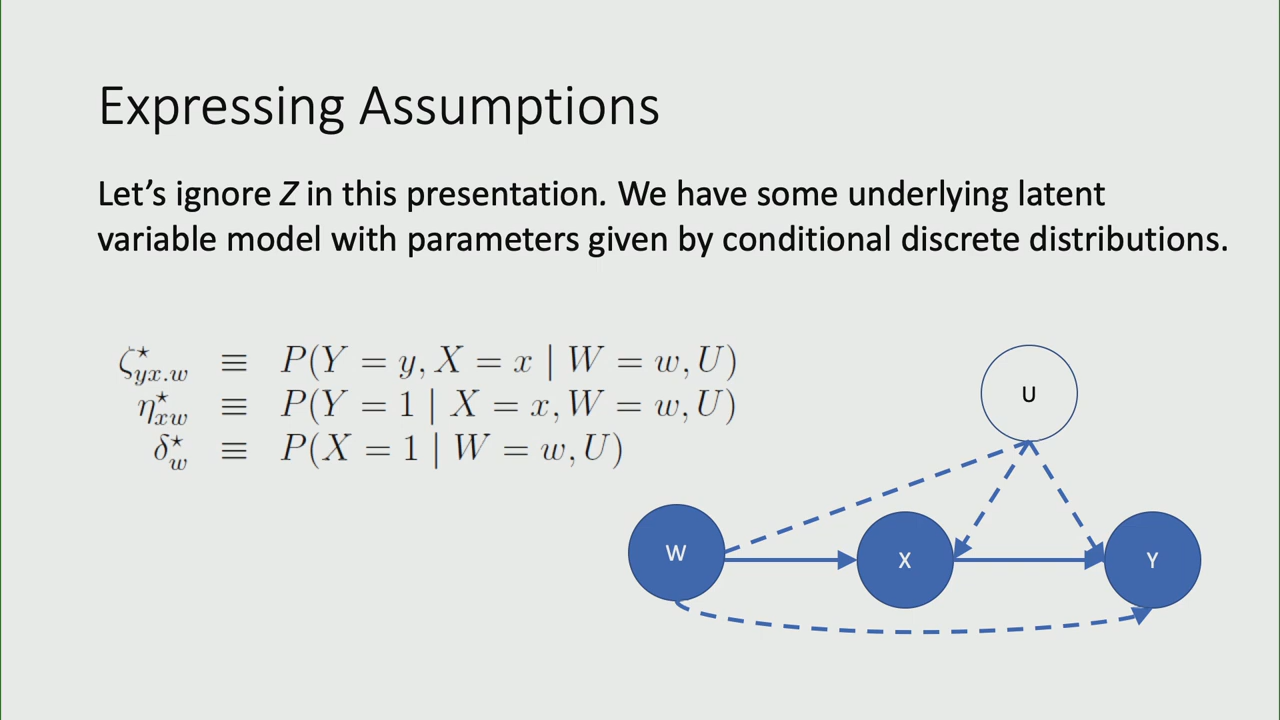 Expressing Assumptions
Let’s ignore Z in this presentation. We have some underlying latent
variable model with parameters given by conditional discrete distributions.
ζ⋆yx.w ≡ P(Y = y, X = x | W = w, U)
η⋆xw ≡ P(Y = 1 | X = x, W = w, U)
δ⋆w ≡ P(X = 1 | W = w, U)
U
W
X
Y